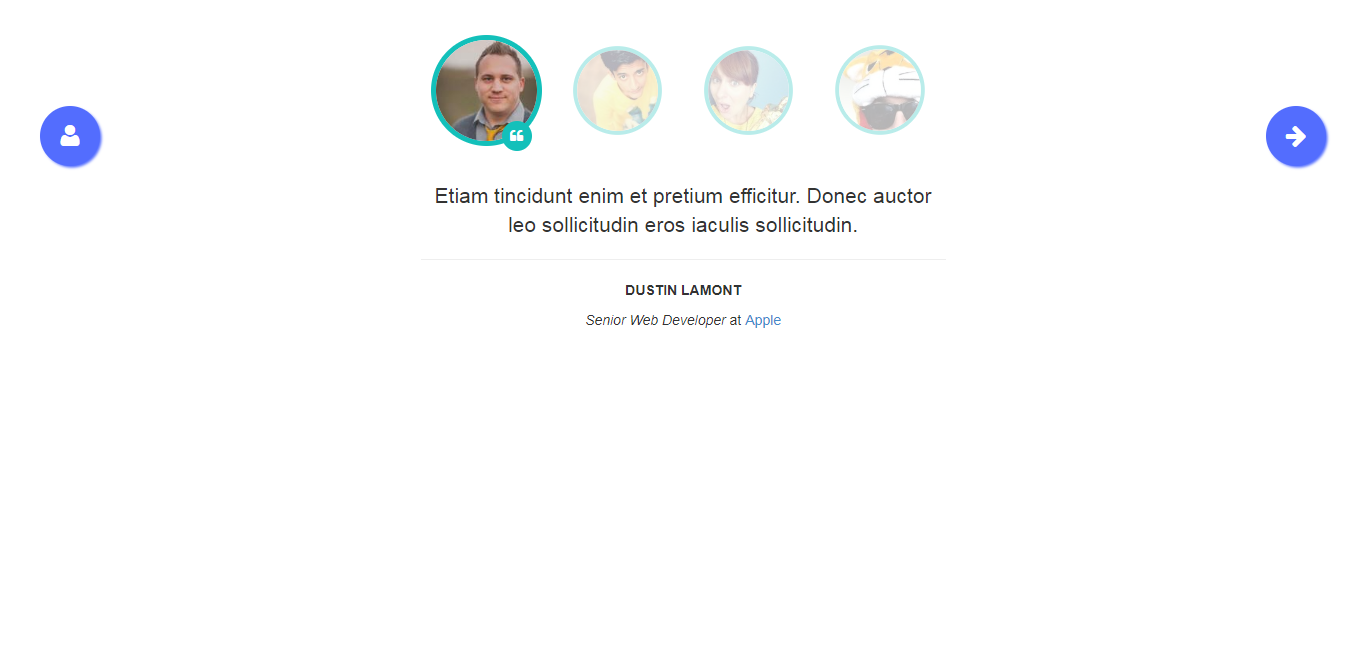 Etiam tincidunt enim et pretium efficitur. Donec auctor
leo sollicitudin eros iaculis sollicitudin.
DUSTIN LAMONT
Senior Web Developer at Apple